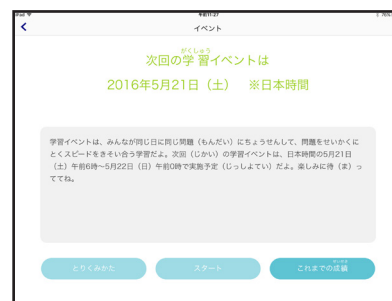 iPad
午前11:27
76%
イベント
がくしゅう
次回の学習イベントは
2016年5月21日（土）　※日本時間
学習イベントは、みんなが同じ日に同じ問題（もんだい）にちょうせんして、問題をせいかくに
とくスピードをきそい合う学習だよ。次回（じかい）の学習イベントは、日本時間の5月21日
（土）午前6時〜5月22日（日）午前0時で実施予定（じっしよてい）だよ。楽しみに待（ま）っ
ててね。
とりくみかた
スタート
せいせき
これまでの成績